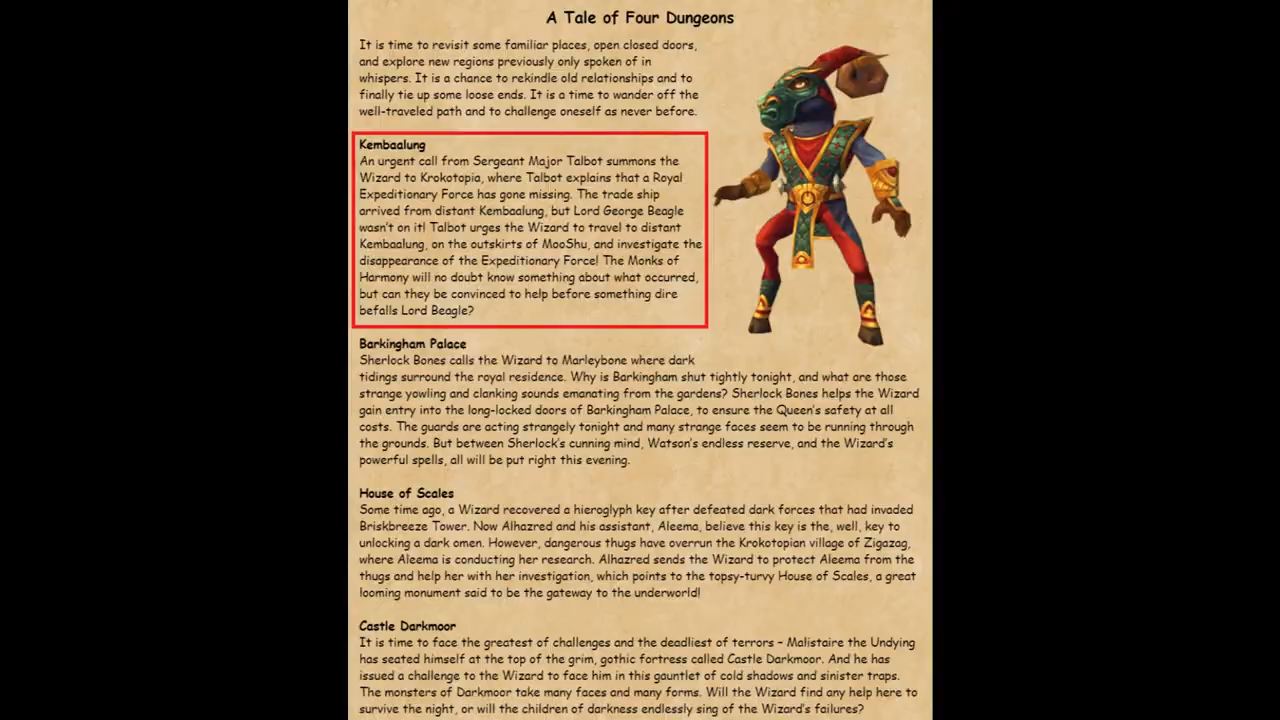 A Tale of Four Dungeons
It is time to revisit some familiar places, open closed doors,
and explore new regions previously only spoken of in
whispers. It is a chance to rekindle old relationships and to
finally tie up some loose ends. It is a time to wander off the
well-traveled path and to challenge oneself as never before.
Kembaalung
An urgent call from Sergeant Major Talbot summons the
Wizard to Krokotopia, where Talbot explains that a Royal
Expeditionary Force has gone missing. The trade ship
arrived from distant Kembaalung, but Lord George Beagle
wasn't on it! Talbot urges the Wizard to travel to distant
Kembaalung, on the outskirts of MooShu, and investigate the
disappearance of the Expeditionary Force! The Monks of
Harmony will no doubt know something about what occurred,
but can they be convinced to help before something dire
befalls Lord Beagle?
Barkingham Palace
Sherlock Bones calls the Wizard to Marleybone where dark
tidings surround the royal residence. Why is Barkingham shut tightly tonight, and what are those
strange yowling and clanking sounds emanating from the gardens? Sherlock Bones helps the Wizard
gain entry into the long-locked doors of Barkingham Palace, to ensure the Queen's safety at all
costs. The guards are acting strangely tonight and many strange faces seem to be running through
the grounds. But between Sherlock's cunning mind, Watson's endless reserve, and the Wizard's
powerful spells, all will be put right this evening.
House of Scales
Some time ago, a Wizard recovered a hieroglyph key after defeated dark forces that had invaded
Briskbreeze Tower. Now Alhazred and his assistant, Aleema, believe this key is the, well, key to
unlocking a dark omen. However, dangerous thugs have overrun the Krokotopian village of Zigazag,
where Aleema is conducting her research. Alhazred sends the Wizard to protect Aleema from the
thugs and help her with her investigation, which points to the topsy-turvy House of Scales, a great
looming monument said to be the gateway to the underworld!
Castle Darkmoor
It is time to face the greatest of challenges and the deadliest of terrors – Malistaire the Undying
has seated himself at the top of the grim, gothic fortress called Castle Darkmoor. And he has
issued a challenge to the Wizard to face him in this gauntlet of cold shadows and sinister traps.
The monsters of Darkmoor take many faces and many forms. Will the Wizard find any help here to
survive the night, or will the children of darkness endlessly sing of the Wizard's failures?